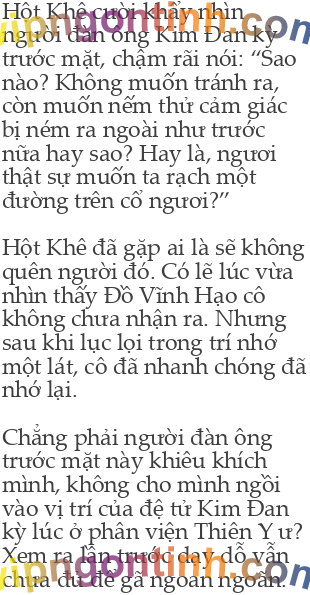 Hột Khê cười khẩy nhìn
người đàn ông Kim Đan kỳ
trước mặt, chậm rãi nói: “Sao
nào? Không muốn tránh ra,
còn muốn nếm thử cảm giác
bị ném ra ngoài như trước
nữa hay sao? Hay là, ngươi
thật sự muốn ta rạch một
đường trên cổ ngươi?”
Hột Khê đã gặp ai là sẽ không
quên người đó. Có lẽ lúc vừa
nhìn thấy Đồ Vĩnh Hạo cô
không chưa nhận ra. Nhưng
sau khi lục lọi trong trí nhớ
một lát, cô đã nhanh chóng đã
nhớ lại.
Chẳng phải người đàn ông
trước mặt này khiêu khích
mình, không cho mình ngồi
vào vị trí của đệ tử Kim Đan
kỳ lúc ở phân viện Thiên Y ư?
Xem ra lần trước dạy dỗ vẫn
chưa đủ để gã ngoan ngoãn.
vipngontinh.com
vipngontinh.com